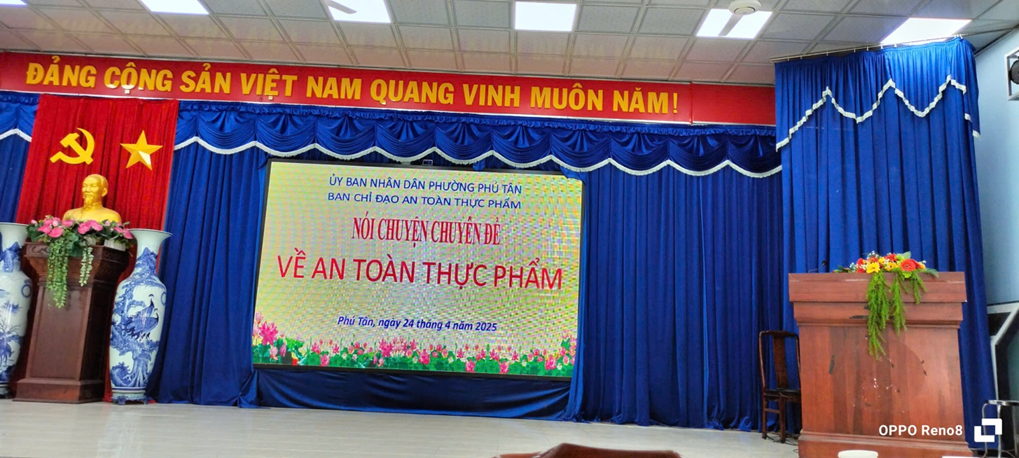 ĐẢNG CỘNG SẢN VIỆT NAM QUANG VINH MUÔN NĂM!
ỦY BAN NHÂN DÂN PHƯỜNG PHÚ TÂN
BAN CHỈ ĐẠO AN TOÀN THỰC PHẨM
NÓI CHUYỆN CHUYÊN ĐỀ
VỀ AN TOÀN THỰC PHẨM
Phú Tân, ngày 24 tháng 4 năm 2025
OPPO Reno8